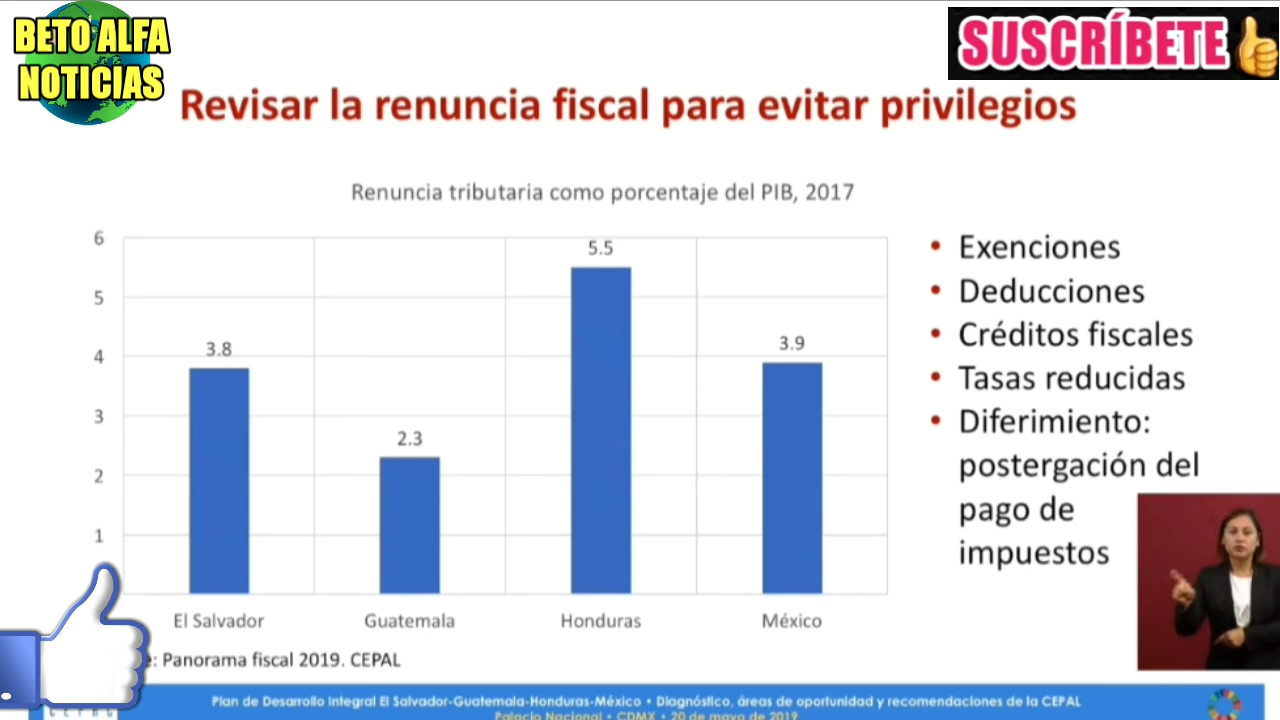 BETO ALFA
NOTICIAS
SUSCRÍBETE
Revisar la renuncia fiscal para evitar privilegios
Renuncia tributaria como porcentaje del PIB, 2017
6
5
4
3
2
1
3.8
2.3
5.5
3.9
El Salvador
Guatemala
Honduras
México
• Exenciones
• Deducciones
• Créditos fiscales
• Tasas reducidas
• Diferimiento:
postergación del
pago de
impuestos
: Panorama fiscal 2019. CEPAL
Plan de Desarrollo Integral El Salvador-Guatemala-Honduras-México • Diagnóstico, áreas de oportunidad y recomendaciones de la CEPAL
Palacio Nacional • CDMX • 20 de mayo de 2019